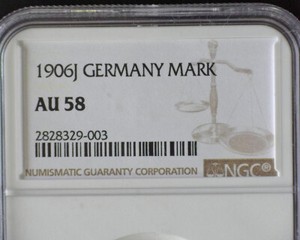 1906J GERMANY MARK
AU 58
2828329-003
NUMISMATIC GUARANTY CORPORATION NGC®